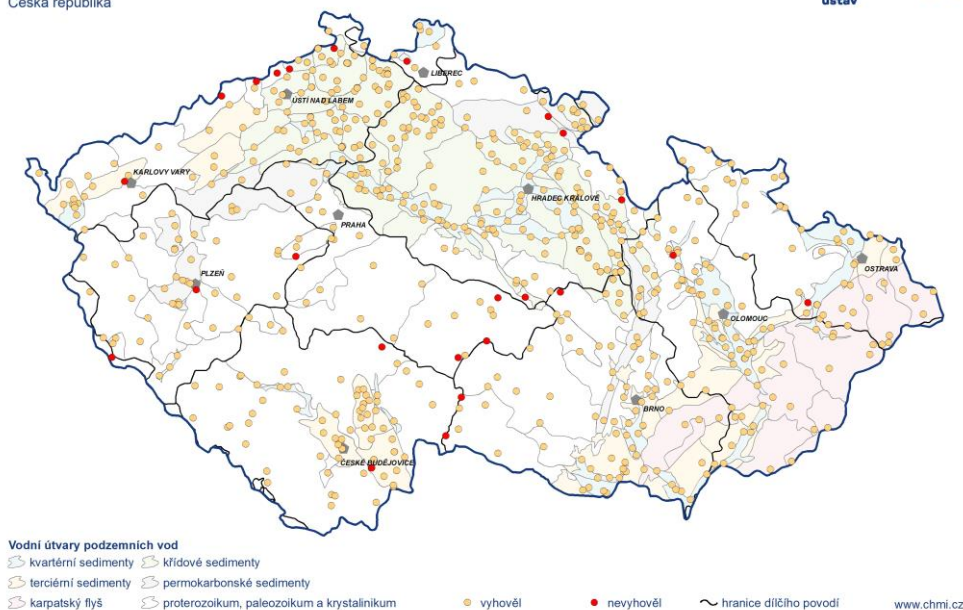 Česká republika
ústav
LIBEREC
ÚSTÍ NAD LABEM
KARLOVY VARY
HRADEC KRÁLOVÉ
PRAHA
PLZEŇ
OSTRAVA
OLOMOUC
BRNO
ČESKÉ BUDĚJOVICE
Vodní útvary podzemních vod
kvartérní sedimenty křídové sedimenty
terciérní sedimenty permokarbonské sedimenty
karpatský flyš proterozoikum, paleozoikum a krystalinikum vyhověl nevyhověl hranice dílčího povodí www.chmi.cz